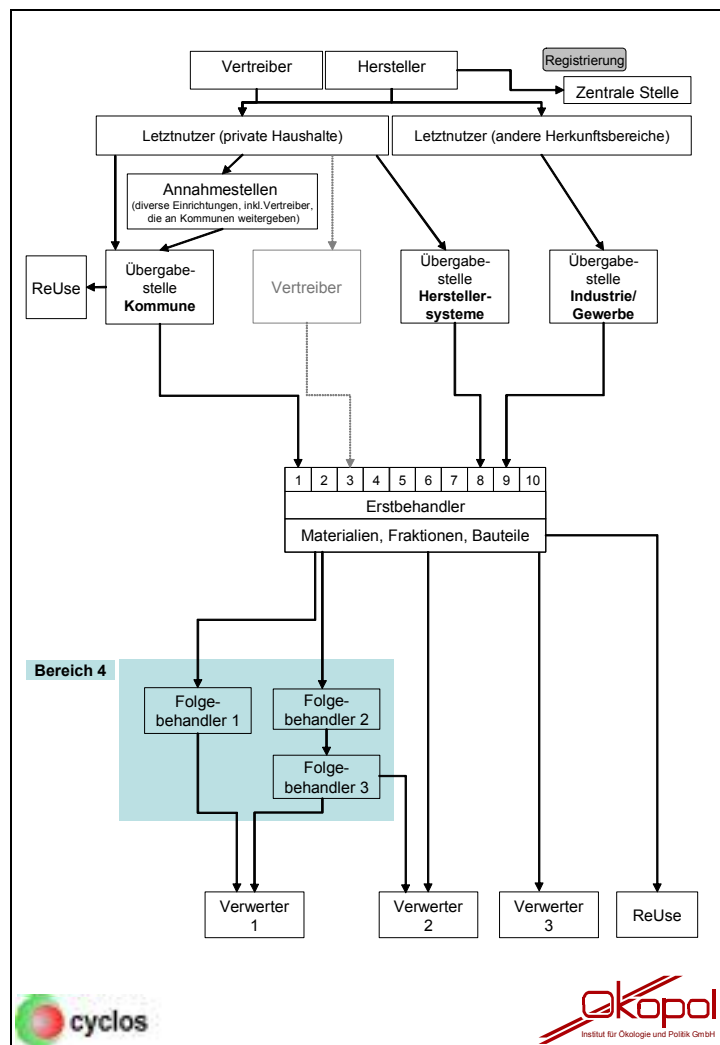 Registrierung
Vertreiber
Hersteller
Zentrale Stelle
Letztnutzer (private Haushalte)
Letztnutzer (andere Herkunftsbereiche)
Annahmestellen
(diverse Einrichtungen, inkl.Vertreiber,
die an Kommunen weitergeben)
ReUse
Übergabe-
stelle
Kommune
Vertreiber
Übergabe-
stelle
Hersteller-
systeme
Übergabe-
stelle
Industrie/
Gewerbe
1 2 3 4 5 6 7 8 9 10
Erstbehandler
Materialien, Fraktionen, Bauteile
Bereich 4
Folge-
behandler 1
Folge-
behandler 2
Folge-
behandler 3
Verwerter
1
Verwerter
2
Verwerter
3
ReUse
cyclos
Ökopol
Institut für Ökologie und Politik GmbH